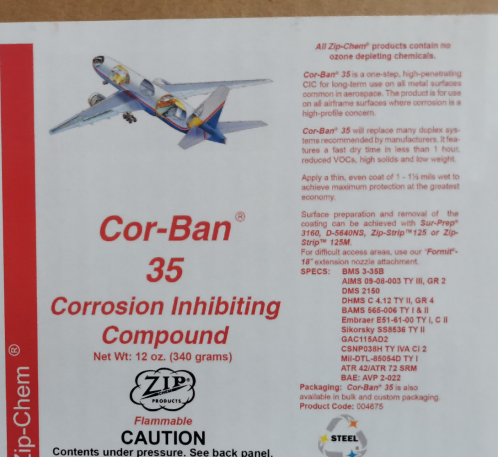 Zip-Chem ®
Cor-Ban®
35
Corrosion Inhibiting
Compound
Net Wt: 12 oz. (340 grams)
ZIP
PRODUCTS
Flammable
CAUTION
Contents under pressure. See back panel.
All Zip-Chem® products contain no
ozone depleting chemicals.
Cor-Ban® 35 is a one-step, high-penetrating
CIC for long-term use on all metal surfaces
common in aerospace. The product is for use
on all airframe surfaces where corrosion is a
high-profile concern.
Cor-Ban® 35 will replace many duplex sys-
tems recommended by manufacturers. It fea-
tures a fast dry time in less than 1 hour,
reduced VOCs, high solids and low weight.
Apply a thin, even coat of 1 - 1½ mils wet to
achieve maximum protection at the greatest
economy.
Surface preparation and removal of the
coating can be achieved with Sur-Prep®
3160, D-5640NS, Zip-Strip™125 or Zip-
Strip™ 125M.
For difficult access areas, use our "Formit®-
18" extension nozzle attachment.
SPECS: BMS 3-35B
AIMS 09-08-003 TY III, GR 2
DMS 2150
DHMS C 4.12 TY II, GR 4
BAMS 565-006 TY I & II
Embraer E51-61-00 TY I, C II
Sikorsky SS8536 TY II
GAC115AD2
CSNP038H TY IVA Cl 2
Mil-DTL-85054D TY I
ATR 42/ATR 72 SRM
BAE: AVP 2-022
Packaging: Cor-Ban® 35 is also
available in bulk and custom packaging.
Product Code: 004675
STEEL